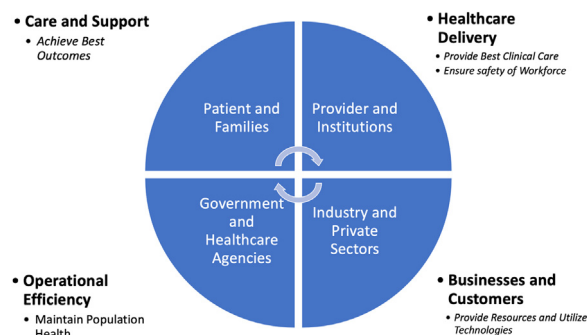 • Care and Support
• Achieve Best
Outcomes
• Healthcare
Delivery
• Provide Best Clinical Care
• Ensure safety of Workforce
Patient and
Families
Provider and
Institutions
Government
and
Healthcare
Agencies
Industry and
Private
Sectors
• Operational
Efficiency
• Maintain Population
Health
• Businesses and
Customers
• Provide Resources and Utilize
Technologies